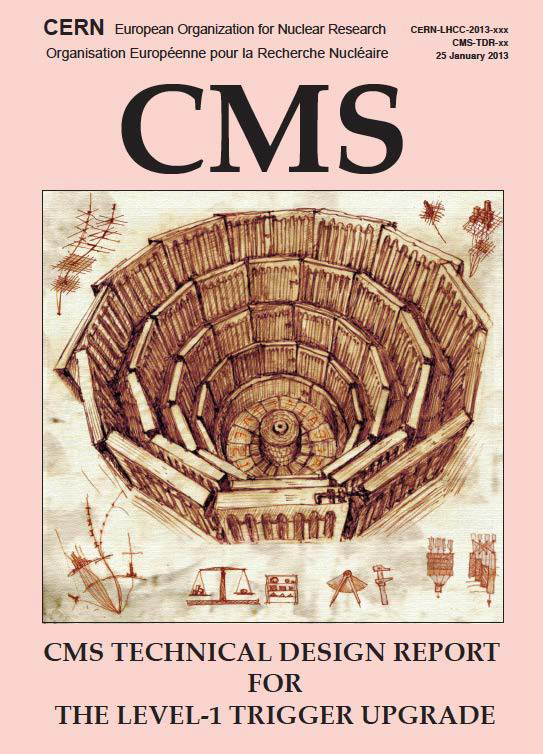 CERN European Organization for Nuclear Research
Organisation Européenne pour la Recherche Nucléaire
CERN-LHCC-2013-xxx
CMS-TDR-xx
25 January 2013
CMS
CMS TECHNICAL DESIGN REPORT
FOR
THE LEVEL-1 TRIGGER UPGRADE